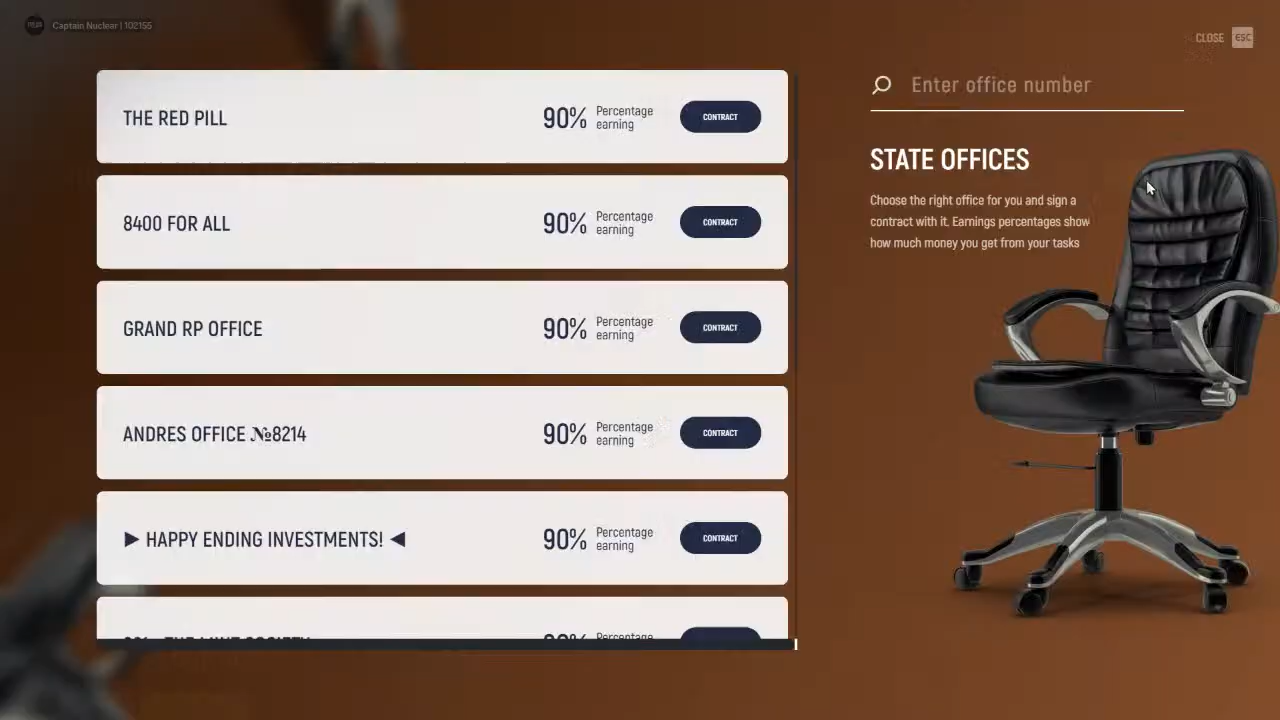 Captain Nuclear | 102155
CLOSE ESC
THE RED PILL
90% Percentage earning
CONTRACT
8400 FOR ALL
90% Percentage earning
CONTRACT
GRAND RP OFFICE
90% Percentage earning
CONTRACT
ANDRES OFFICE №8214
90% Percentage earning
CONTRACT
▶ HAPPY ENDING INVESTMENTS! ◀
90% Percentage earning
CONTRACT
90% Percentage
Enter office number
STATE OFFICES
Choose the right office for you and sign a
contract with it. Earnings percentages show
how much money you get from your tasks